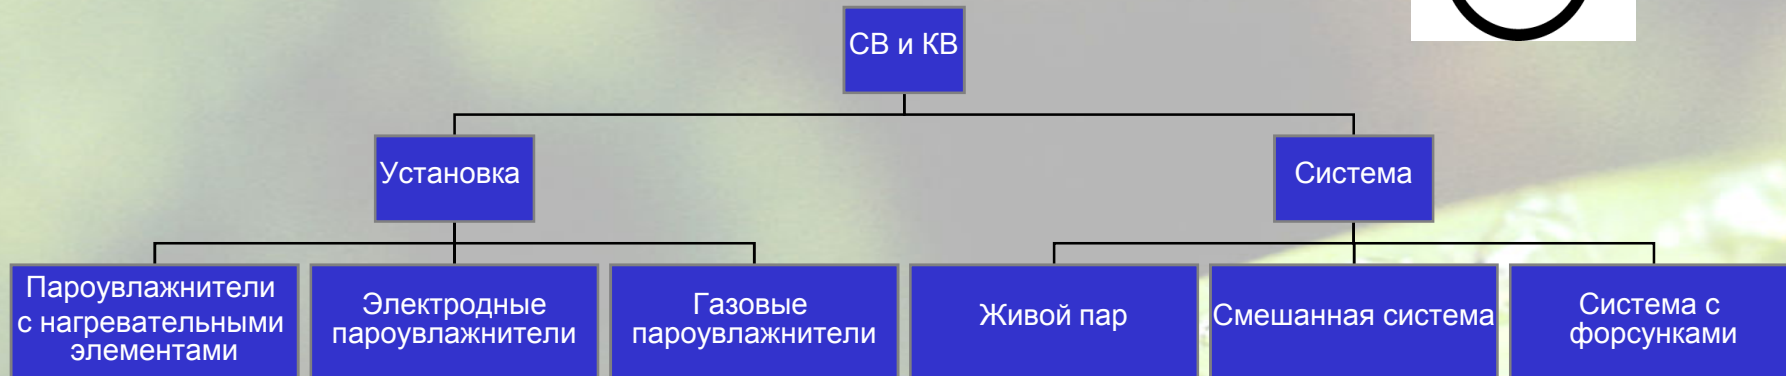 СВ и КВ
Установка
Система
Пароувлажнители
с нагревательными
элементами
Электродные
пароувлажнители
Газовые
пароувлажнители
Живой пар
Смешанная система
Система с
форсунками